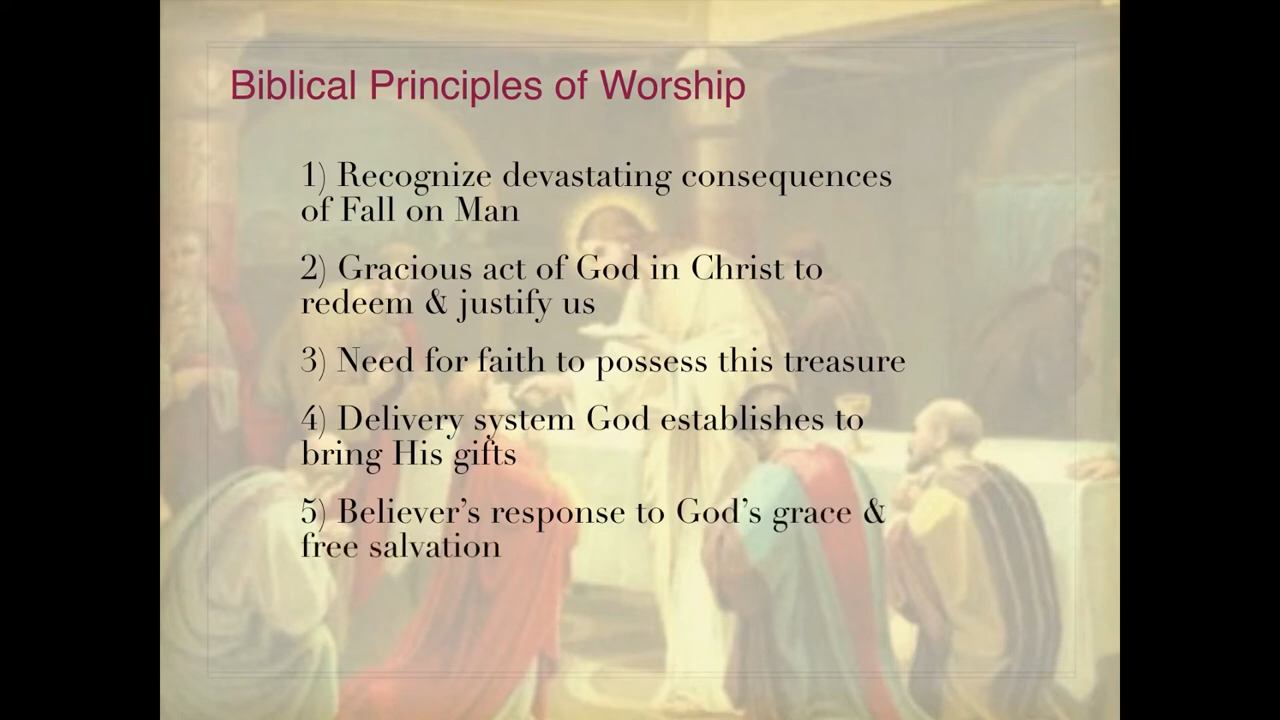 Biblical Principles of Worship
1) Recognize devastating consequences
of Fall on Man
2) Gracious act of God in Christ to
redeem & justify us
3) Need for faith to possess this treasure
4) Delivery system God establishes to
bring His gifts
5) Believer’s response to God’s grace &
free salvation